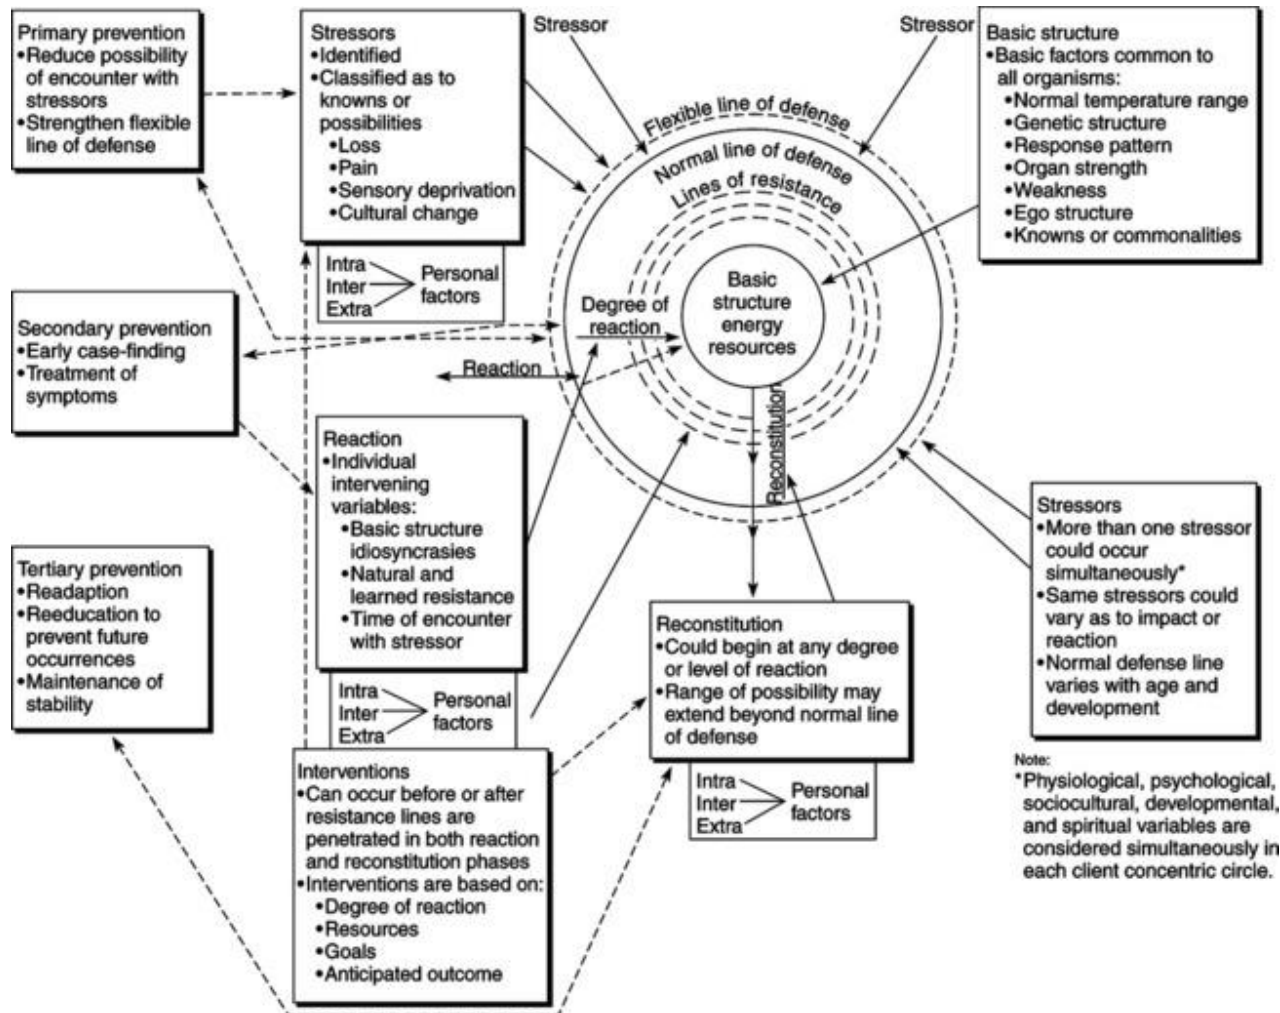 Primary prevention
•Reduce possibility
of encounter with
stressors
•Strengthen flexible
line of defense
Stressors
•Identified
•Classified as to
knowns or
possibilities
•Loss
•Pain
•Sensory deprivation
•Cultural change
Intra
Inter
Extra
Personal
factors
Stressor
Stressor
Flexible line of defense
Normal line of defense
Lines of resistance
Basic
structure
energy
resources
Degree of
reaction
Reaction
Reconstitution
Basic structure
•Basic factors common to
all organisms:
•Normal temperature range
•Genetic structure
•Response pattern
•Organ strength
•Weakness
•Ego structure
•Knowns or commonalities
Secondary prevention
•Early case-finding
•Treatment of
symptoms
Reaction
•Individual
intervening
variables:
•Basic structure
idiosyncrasies
•Natural and
learned resistance
•Time of encounter
with stressor
Intra
Inter
Extra
Personal
factors
Tertiary prevention
•Readaption
•Reeducation to
prevent future
occurrences
•Maintenance of
stability
Interventions
•Can occur before or after
resistance lines are
penetrated in both reaction
and reconstitution phases
•Interventions are based on:
•Degree of reaction
•Resources
•Goals
•Anticipated outcome
Reconstitution
•Could begin at any degree
or level of reaction
•Range of possibility may
extend beyond normal line
of defense
Intra
Inter
Extra
Personal
factors
Stressors
•More than one stressor
could occur
simultaneously*
•Same stressors could
vary as to impact or
reaction
•Normal defense line
varies with age and
development
Note:
*Physiological, psychological,
sociocultural, developmental,
and spiritual variables are
considered simultaneously in
each client concentric circle.